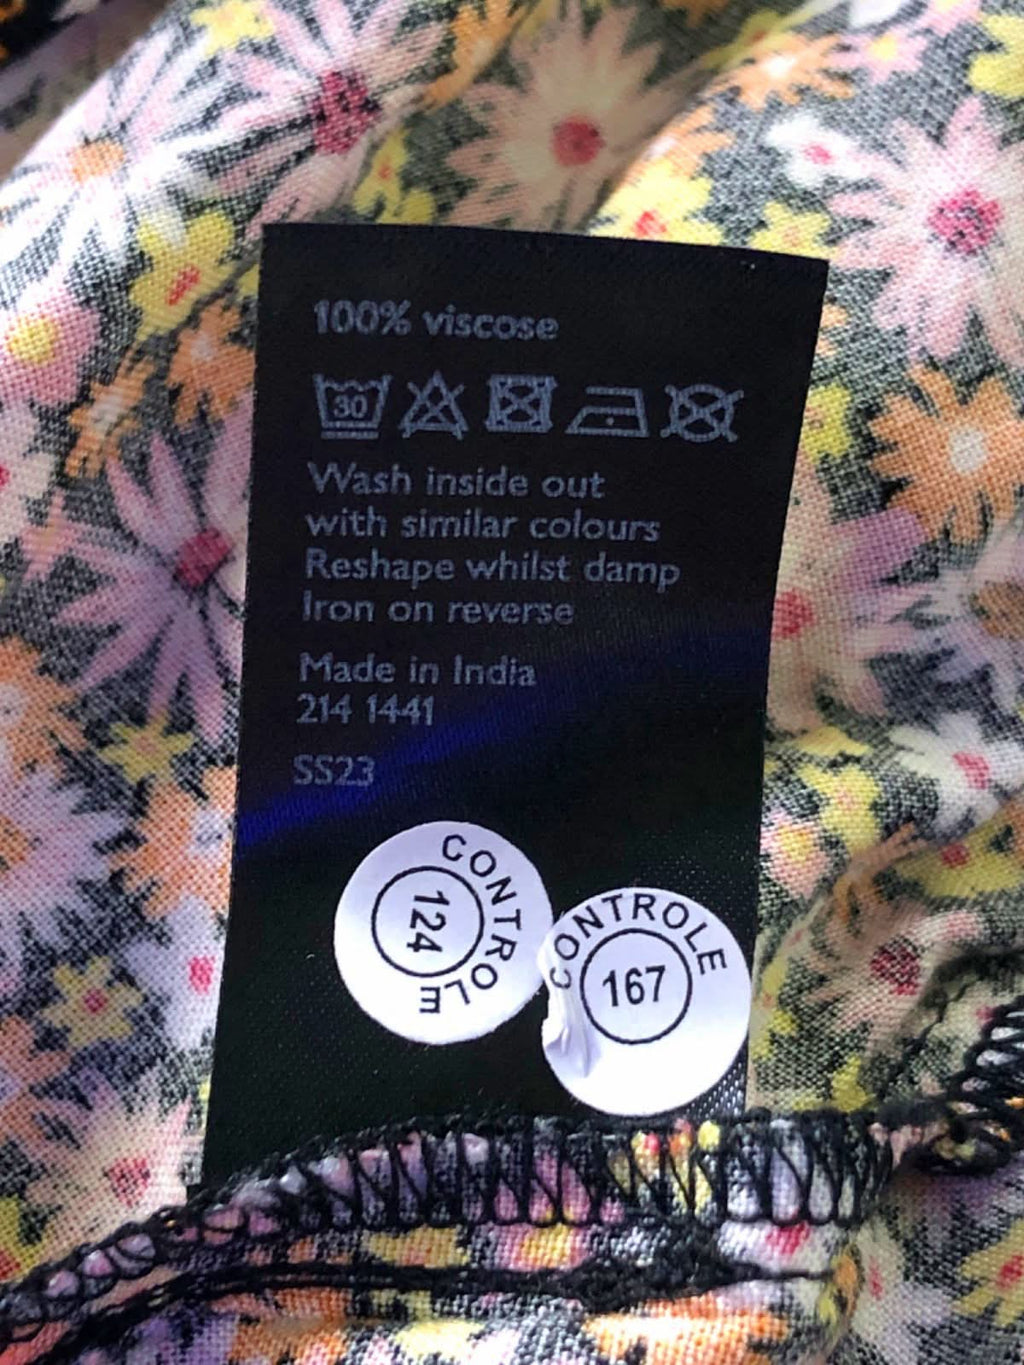 100% viscose
30
Wash inside out
with similar colours
Reshape whilst damp
Iron on reverse
Made in India
214 1441
SS23
CONTROLE
124
CONTROLE
167